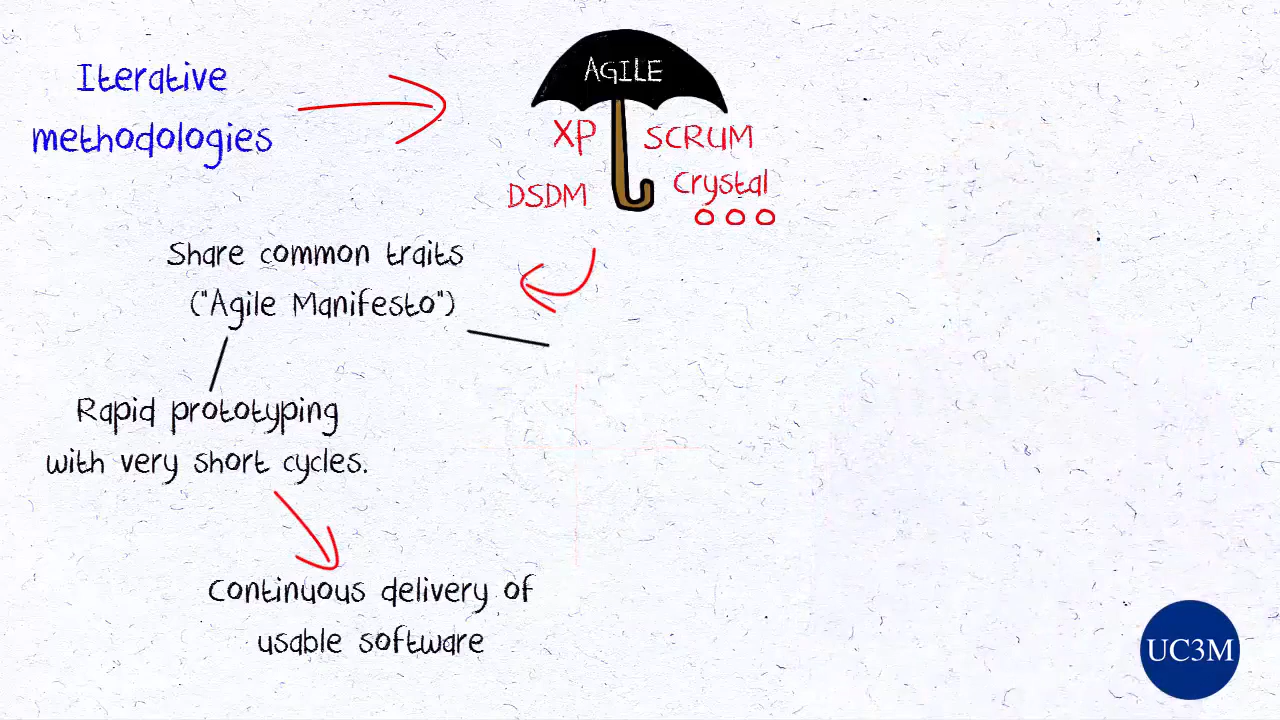 Iterative
methodologies
AGILE
XP
SCRUM
DSDM
Crystal
Share common traits
("Agile Manifesto")
Rapid prototyping
with very short cycles.
Continuous delivery of
usable software
UC3M